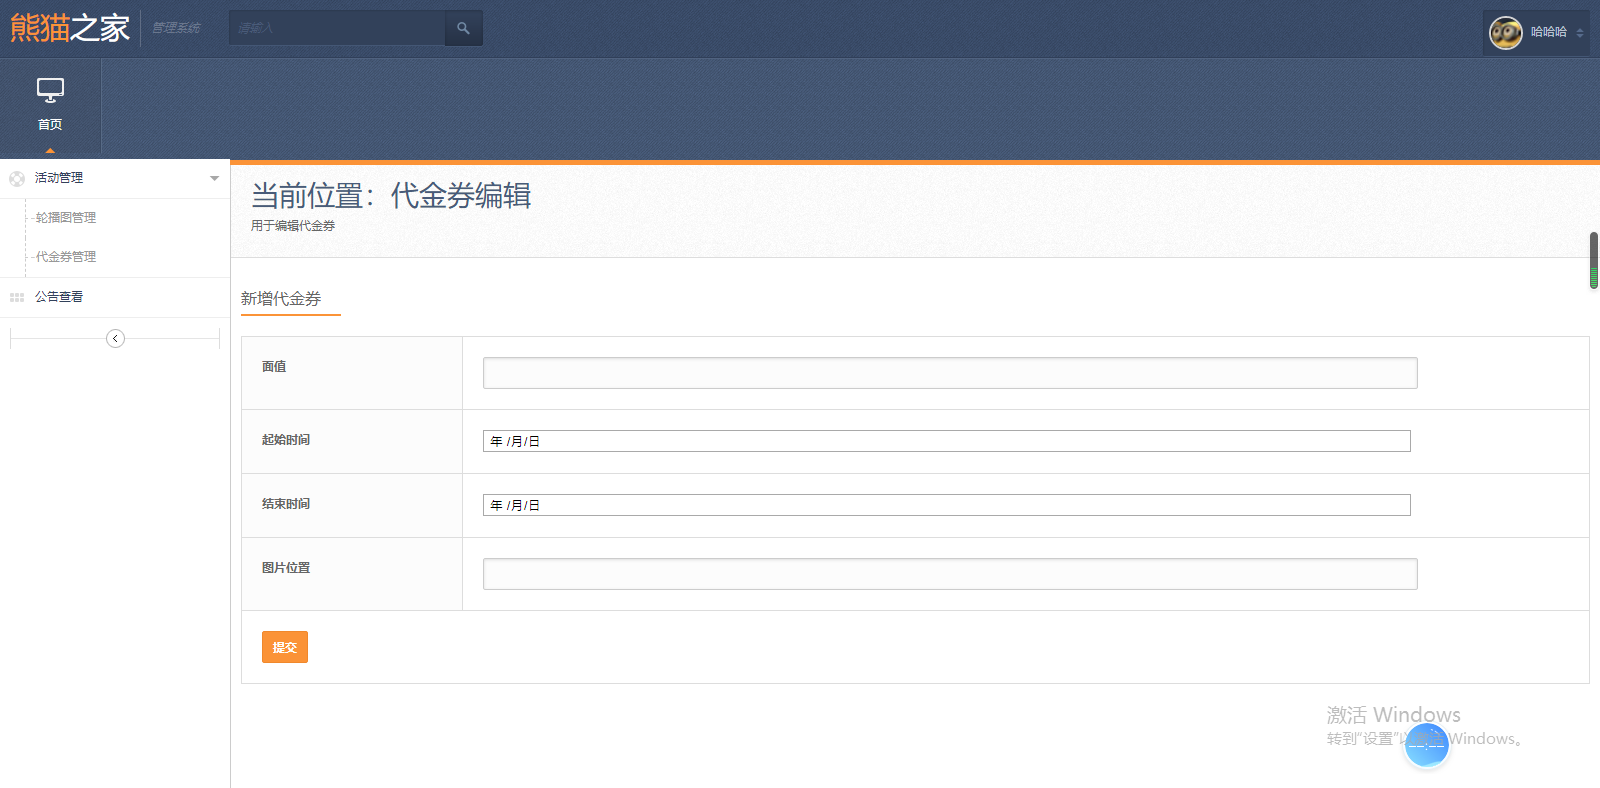 熊猫之家
管理系统
请输入
哈哈哈
首页
活动管理
轮播图管理
代金券管理
公告查看
当前位置：代金券编辑
用于编辑代金券
新增代金券
面值
起始时间
年 /月/日
结束时间
年 /月/日
图片位置
提交
激活 Windows
转到"设置"以 Windows。
--:--